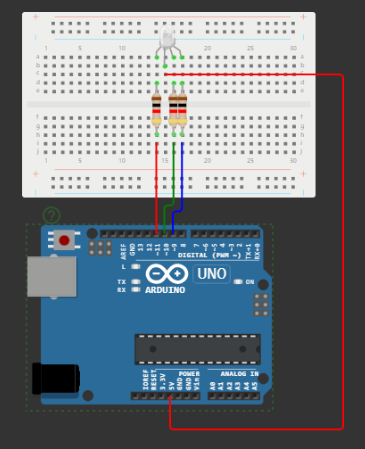 1 5 10 15 20 25 30
a a
b b
c c
d d
e e
f f
g g
h h
i i
j j
1 5 10 15 20 25 30
?
AREF
GND
13
12
~11
~10
~9
8
7
~6
~5
4
~3
2
TX→1
RX←0
DIGITAL (PWM ~)
L
TX
RX
UNO
ARDUINO
ON
POWER
ANALOG IN
IOREF
RESET
3.3V
5V
GND
GND
Vin
A0
A1
A2
A3
A4
A5